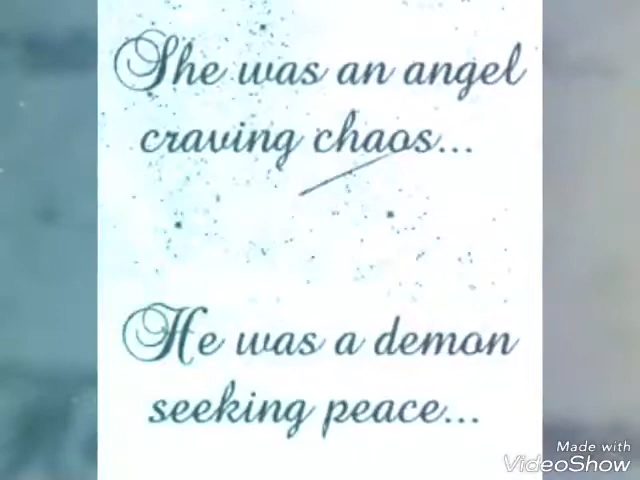 She was an angel
craving chaos...
He was a demon
seeking peace...
Made with
VideoShow